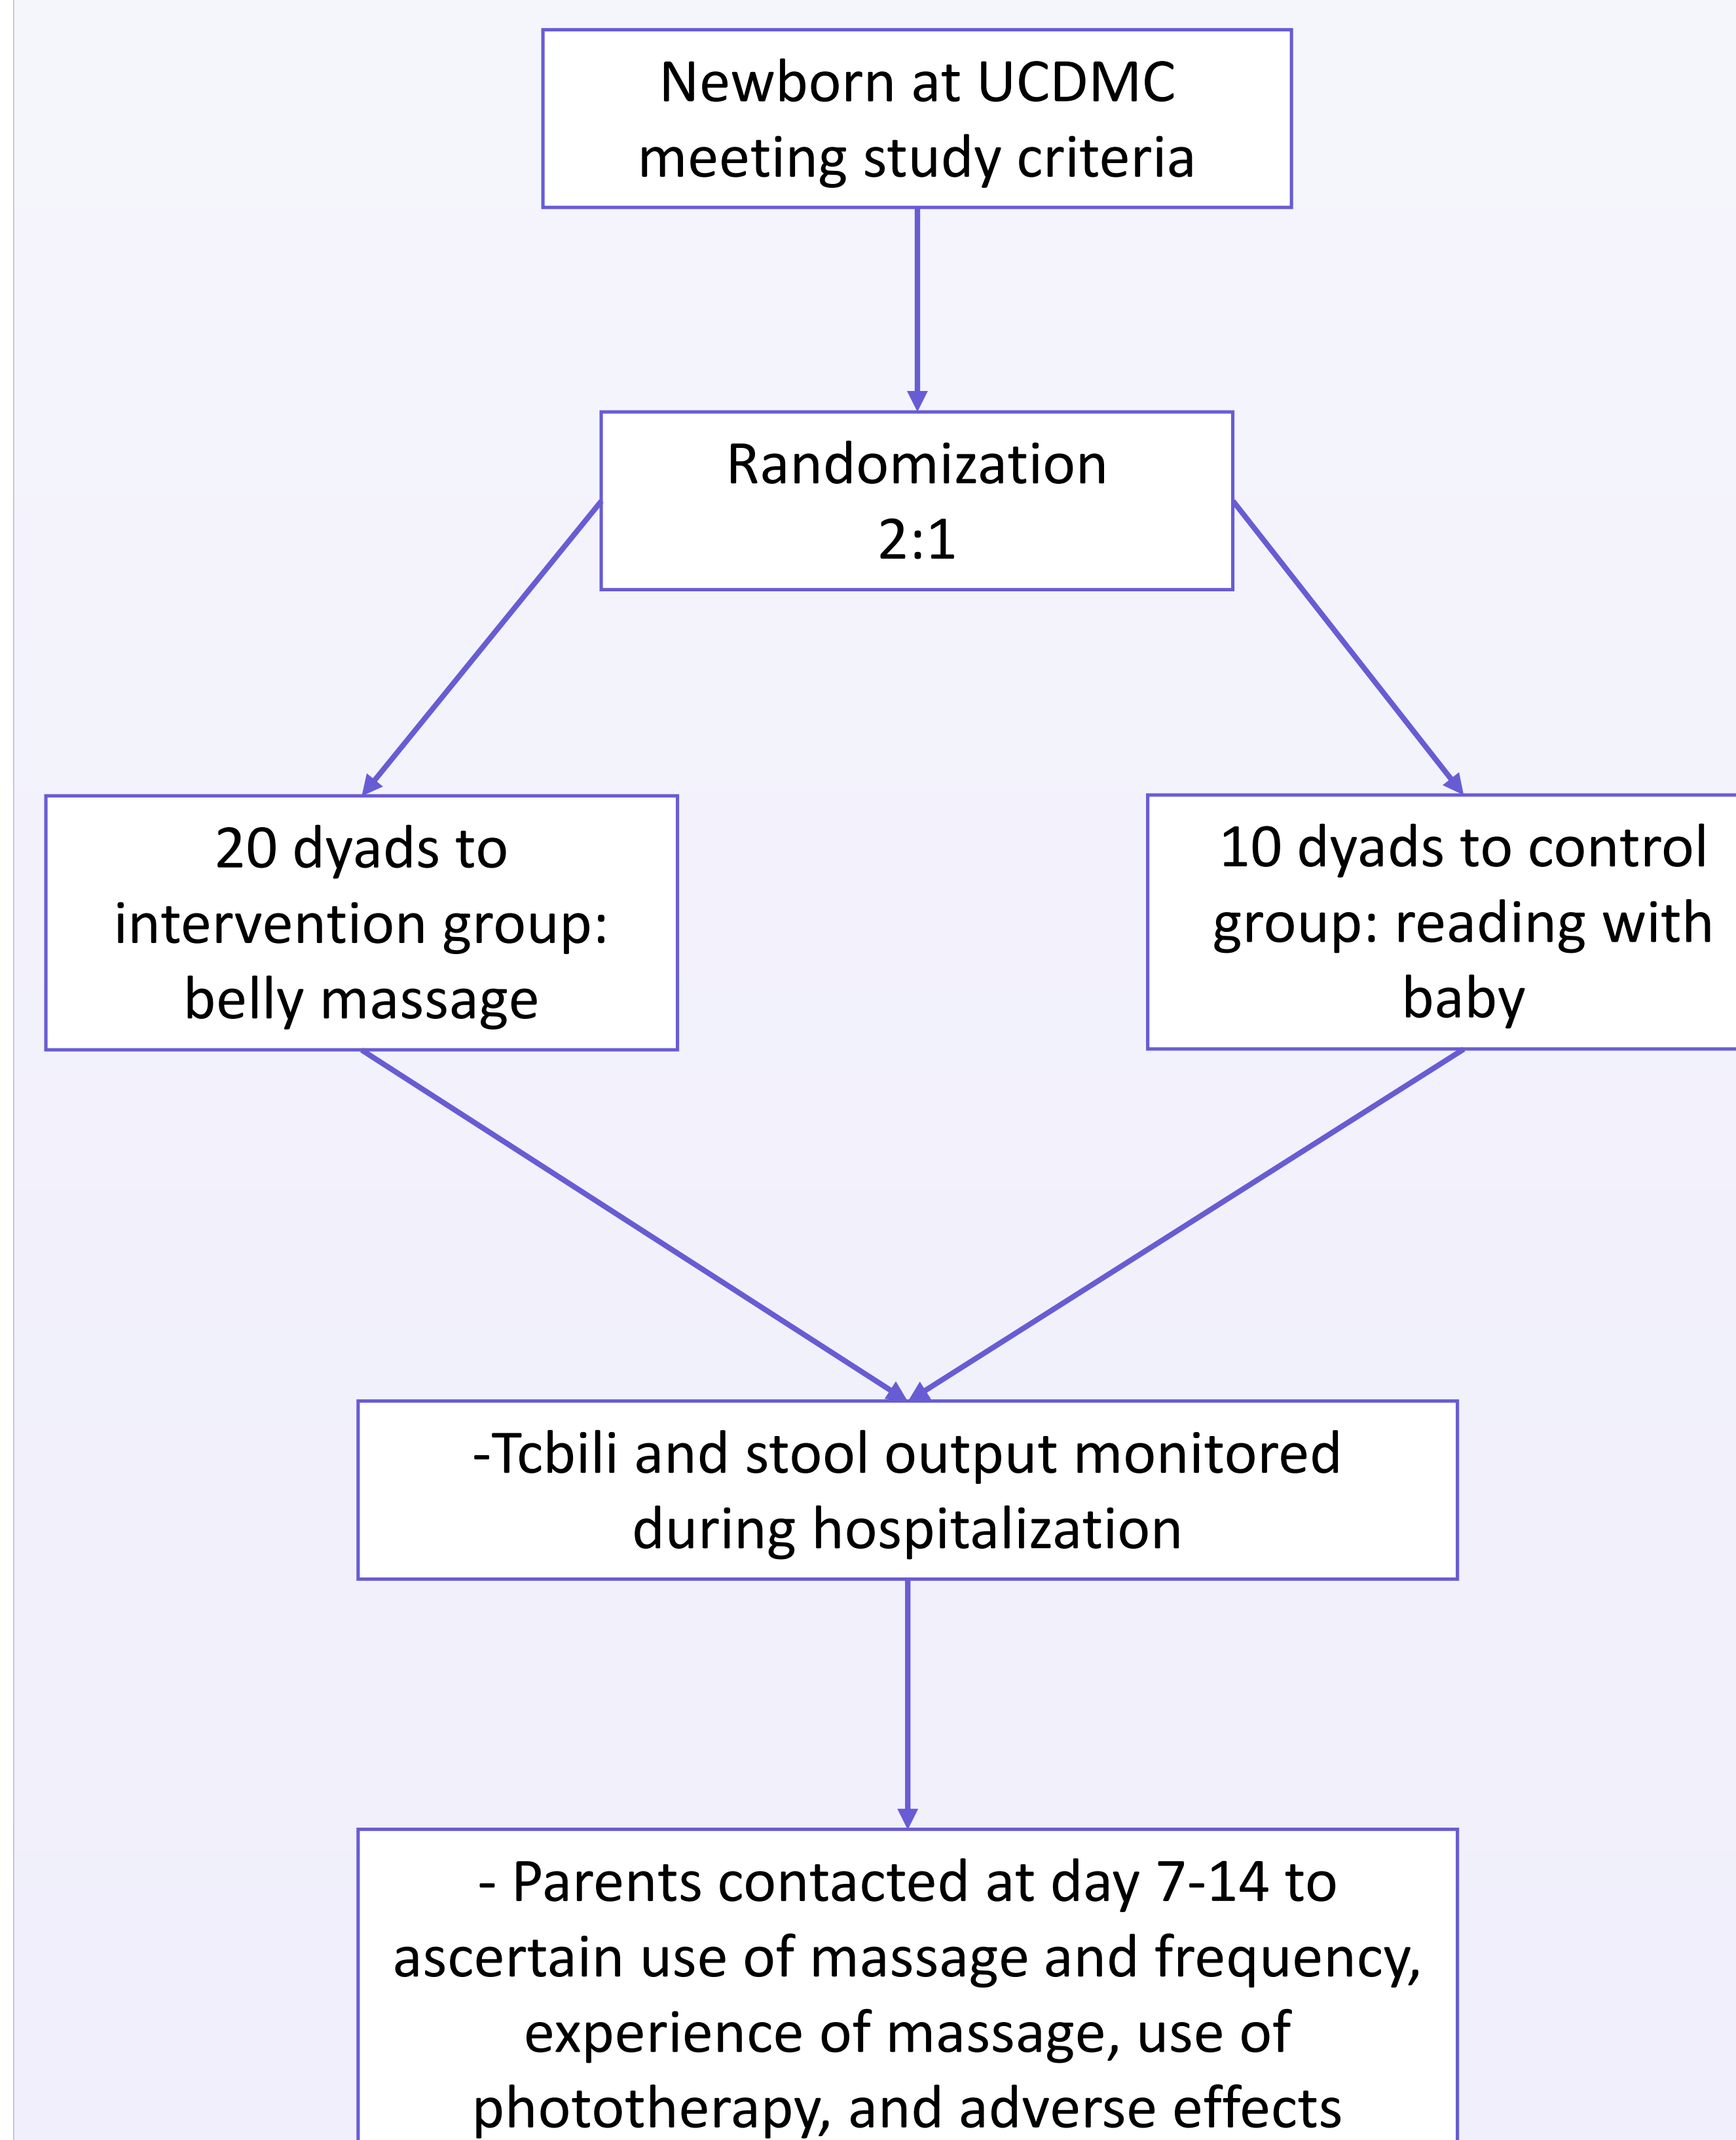 Newborn at UCDMC
meeting study criteria
Randomization
2:1
20 dyads to
intervention group:
belly massage
10 dyads to control
group: reading with
baby
-Tcbili and stool output monitored
during hospitalization
- Parents contacted at day 7-14 to
ascertain use of massage and frequency,
experience of massage, use of
phototherapy, and adverse effects